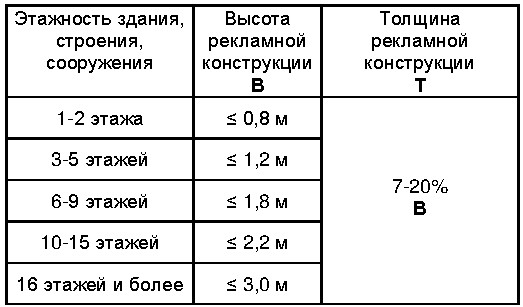 Этажность здания,
строения,
сооружения
Высота
рекламной
конструкции
В
Толщина
рекламной
конструкции
Т
1-2 этажа
≤ 0,8 м
3-5 этажей
≤ 1,2 м
6-9 этажей
≤ 1,8 м
10-15 этажей
≤ 2,2 м
16 этажей и более
≤ 3,0 м
7-20%
В